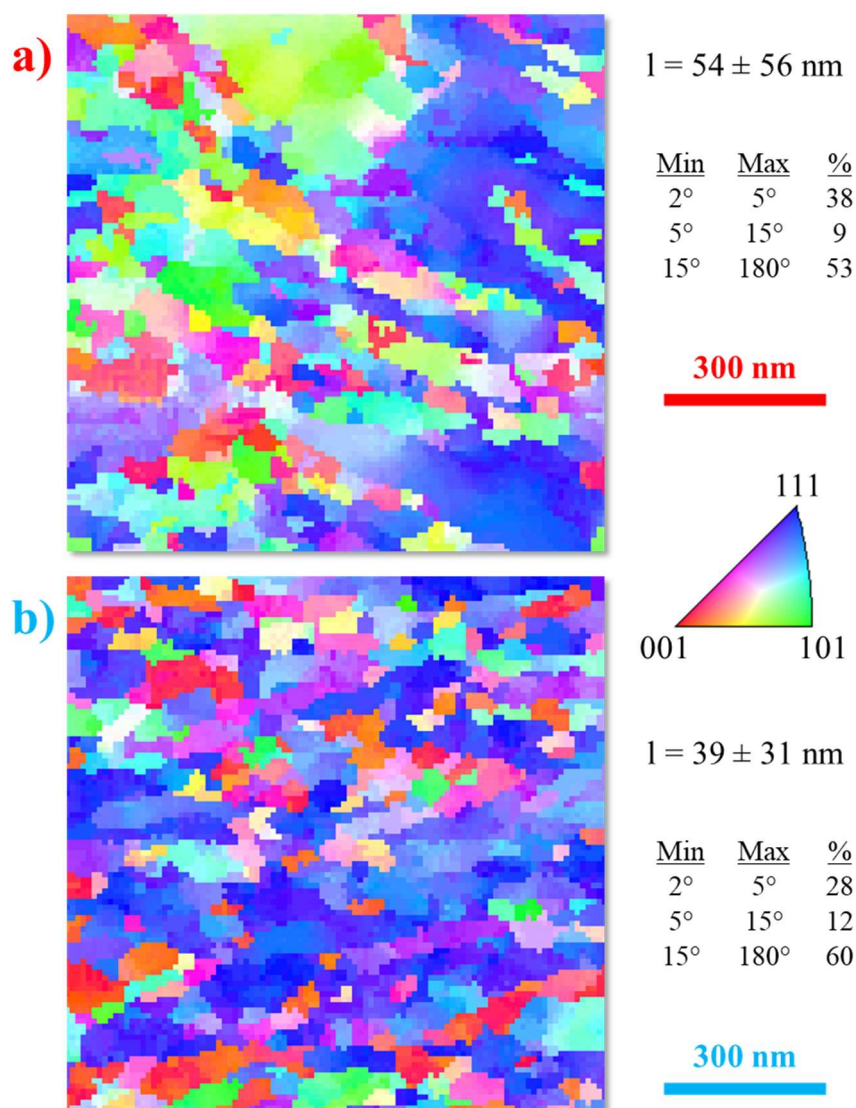 a)
l = 54 ± 56 nm
Min Max %
2° 5° 38
5° 15° 9
15° 180° 53
300 nm
111
001 101
b)
l = 39 ± 31 nm
Min Max %
2° 5° 28
5° 15° 12
15° 180° 60
300 nm